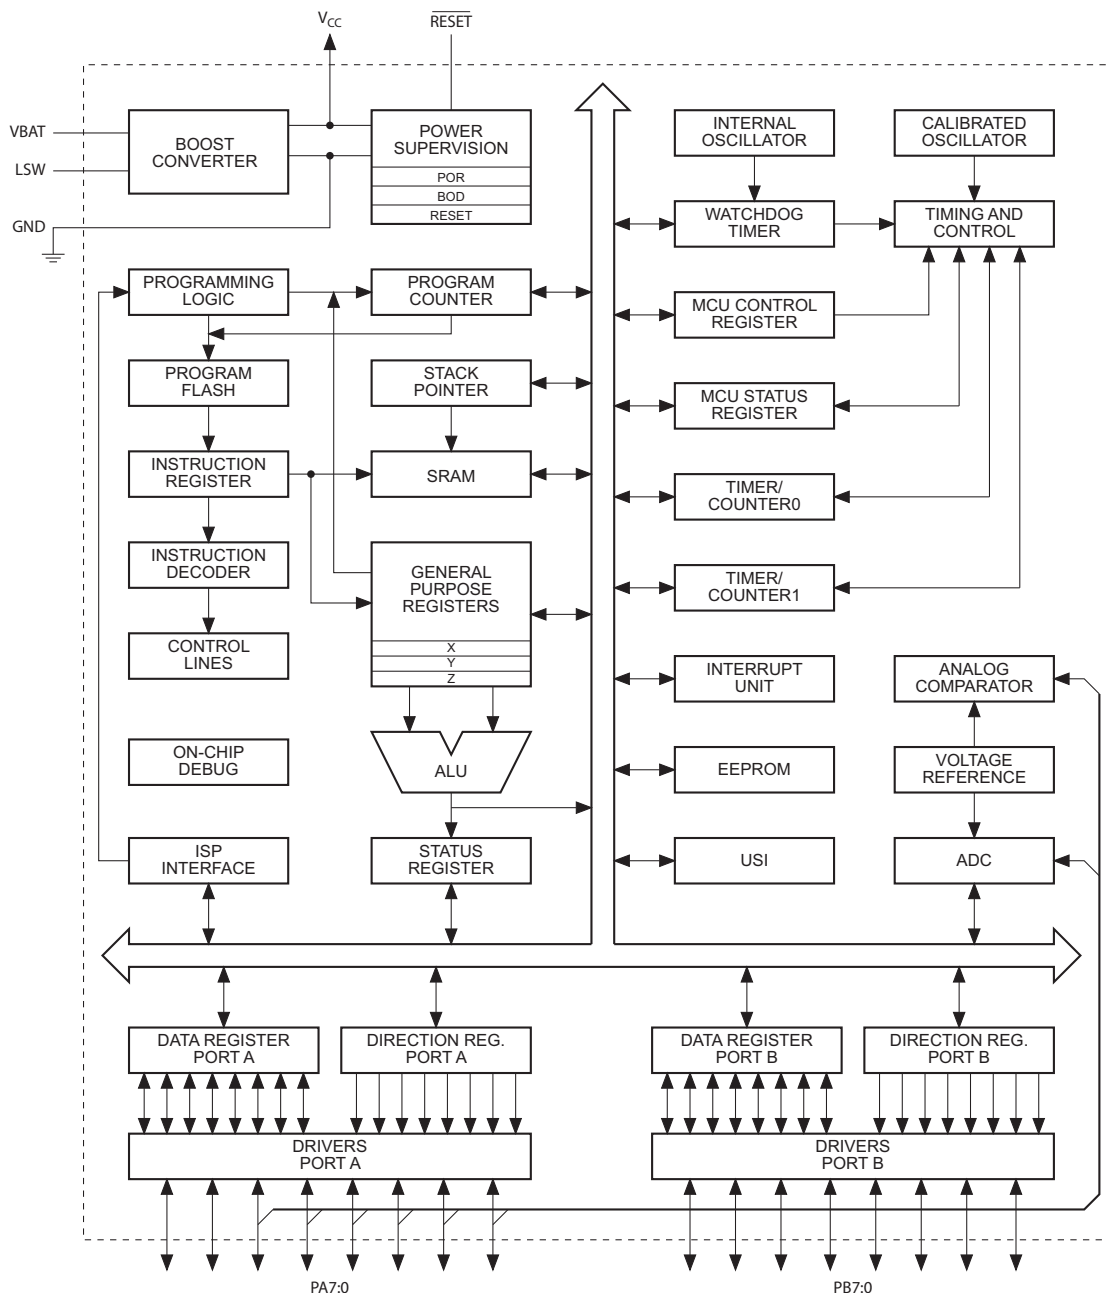 VCC
RESET
VBAT
LSW
GND
BOOST
CONVERTER
POWER
SUPERVISION
POR
BOD
RESET
INTERNAL
OSCILLATOR
CALIBRATED
OSCILLATOR
WATCHDOG
TIMER
TIMING AND
CONTROL
PROGRAMMING
LOGIC
PROGRAM
COUNTER
MCU CONTROL
REGISTER
PROGRAM
FLASH
STACK
POINTER
MCU STATUS
REGISTER
INSTRUCTION
REGISTER
SRAM
TIMER/
COUNTER0
INSTRUCTION
DECODER
GENERAL
PURPOSE
REGISTERS
X
Y
Z
TIMER/
COUNTER1
CONTROL
LINES
INTERRUPT
UNIT
ANALOG
COMPARATOR
ON-CHIP
DEBUG
ALU
EEPROM
VOLTAGE
REFERENCE
ISP
INTERFACE
STATUS
REGISTER
USI
ADC
DATA REGISTER
PORT A
DIRECTION REG.
PORT A
DATA REGISTER
PORT B
DIRECTION REG.
PORT B
DRIVERS
PORT A
DRIVERS
PORT B
PA7:0
PB7:0